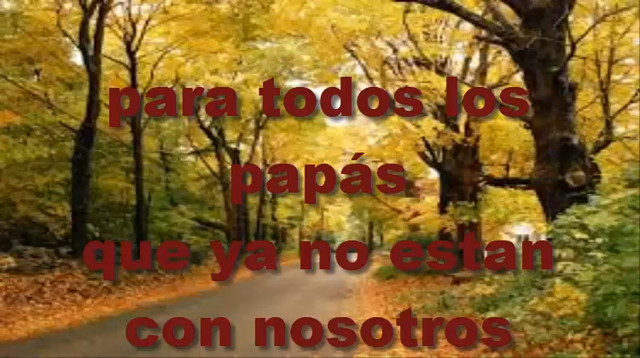 para todos los
papás
que ya no estan
con nosotros